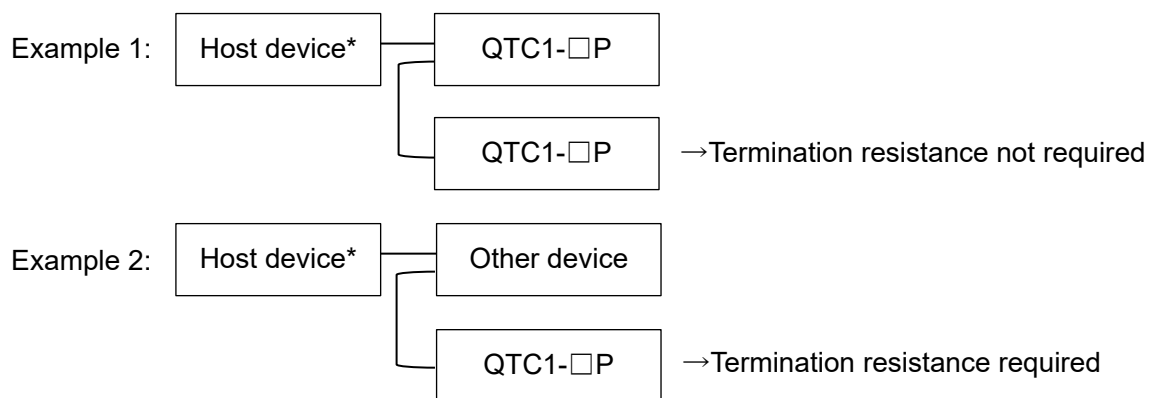 Example 1: Host device* QTC1-□P
QTC1-□P →Termination resistance not required
Example 2: Host device* Other device
QTC1-□P →Termination resistance required